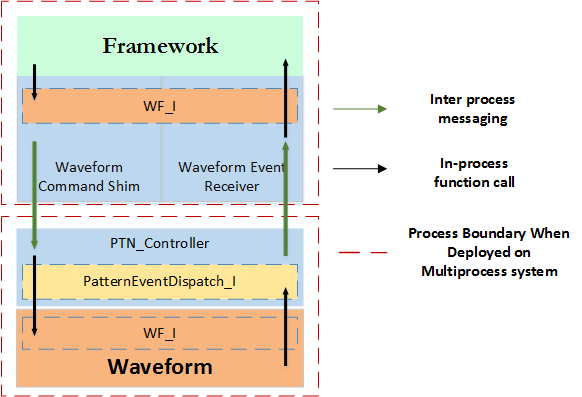 Framework
WF_I
Waveform
Command Shim
Waveform Event
Receiver
PTN_Controller
PatternEventDispatch_I
WF_I
Waveform
Inter process
messaging
In-process
function call
Process Boundary When
Deployed on
Multiprocess system